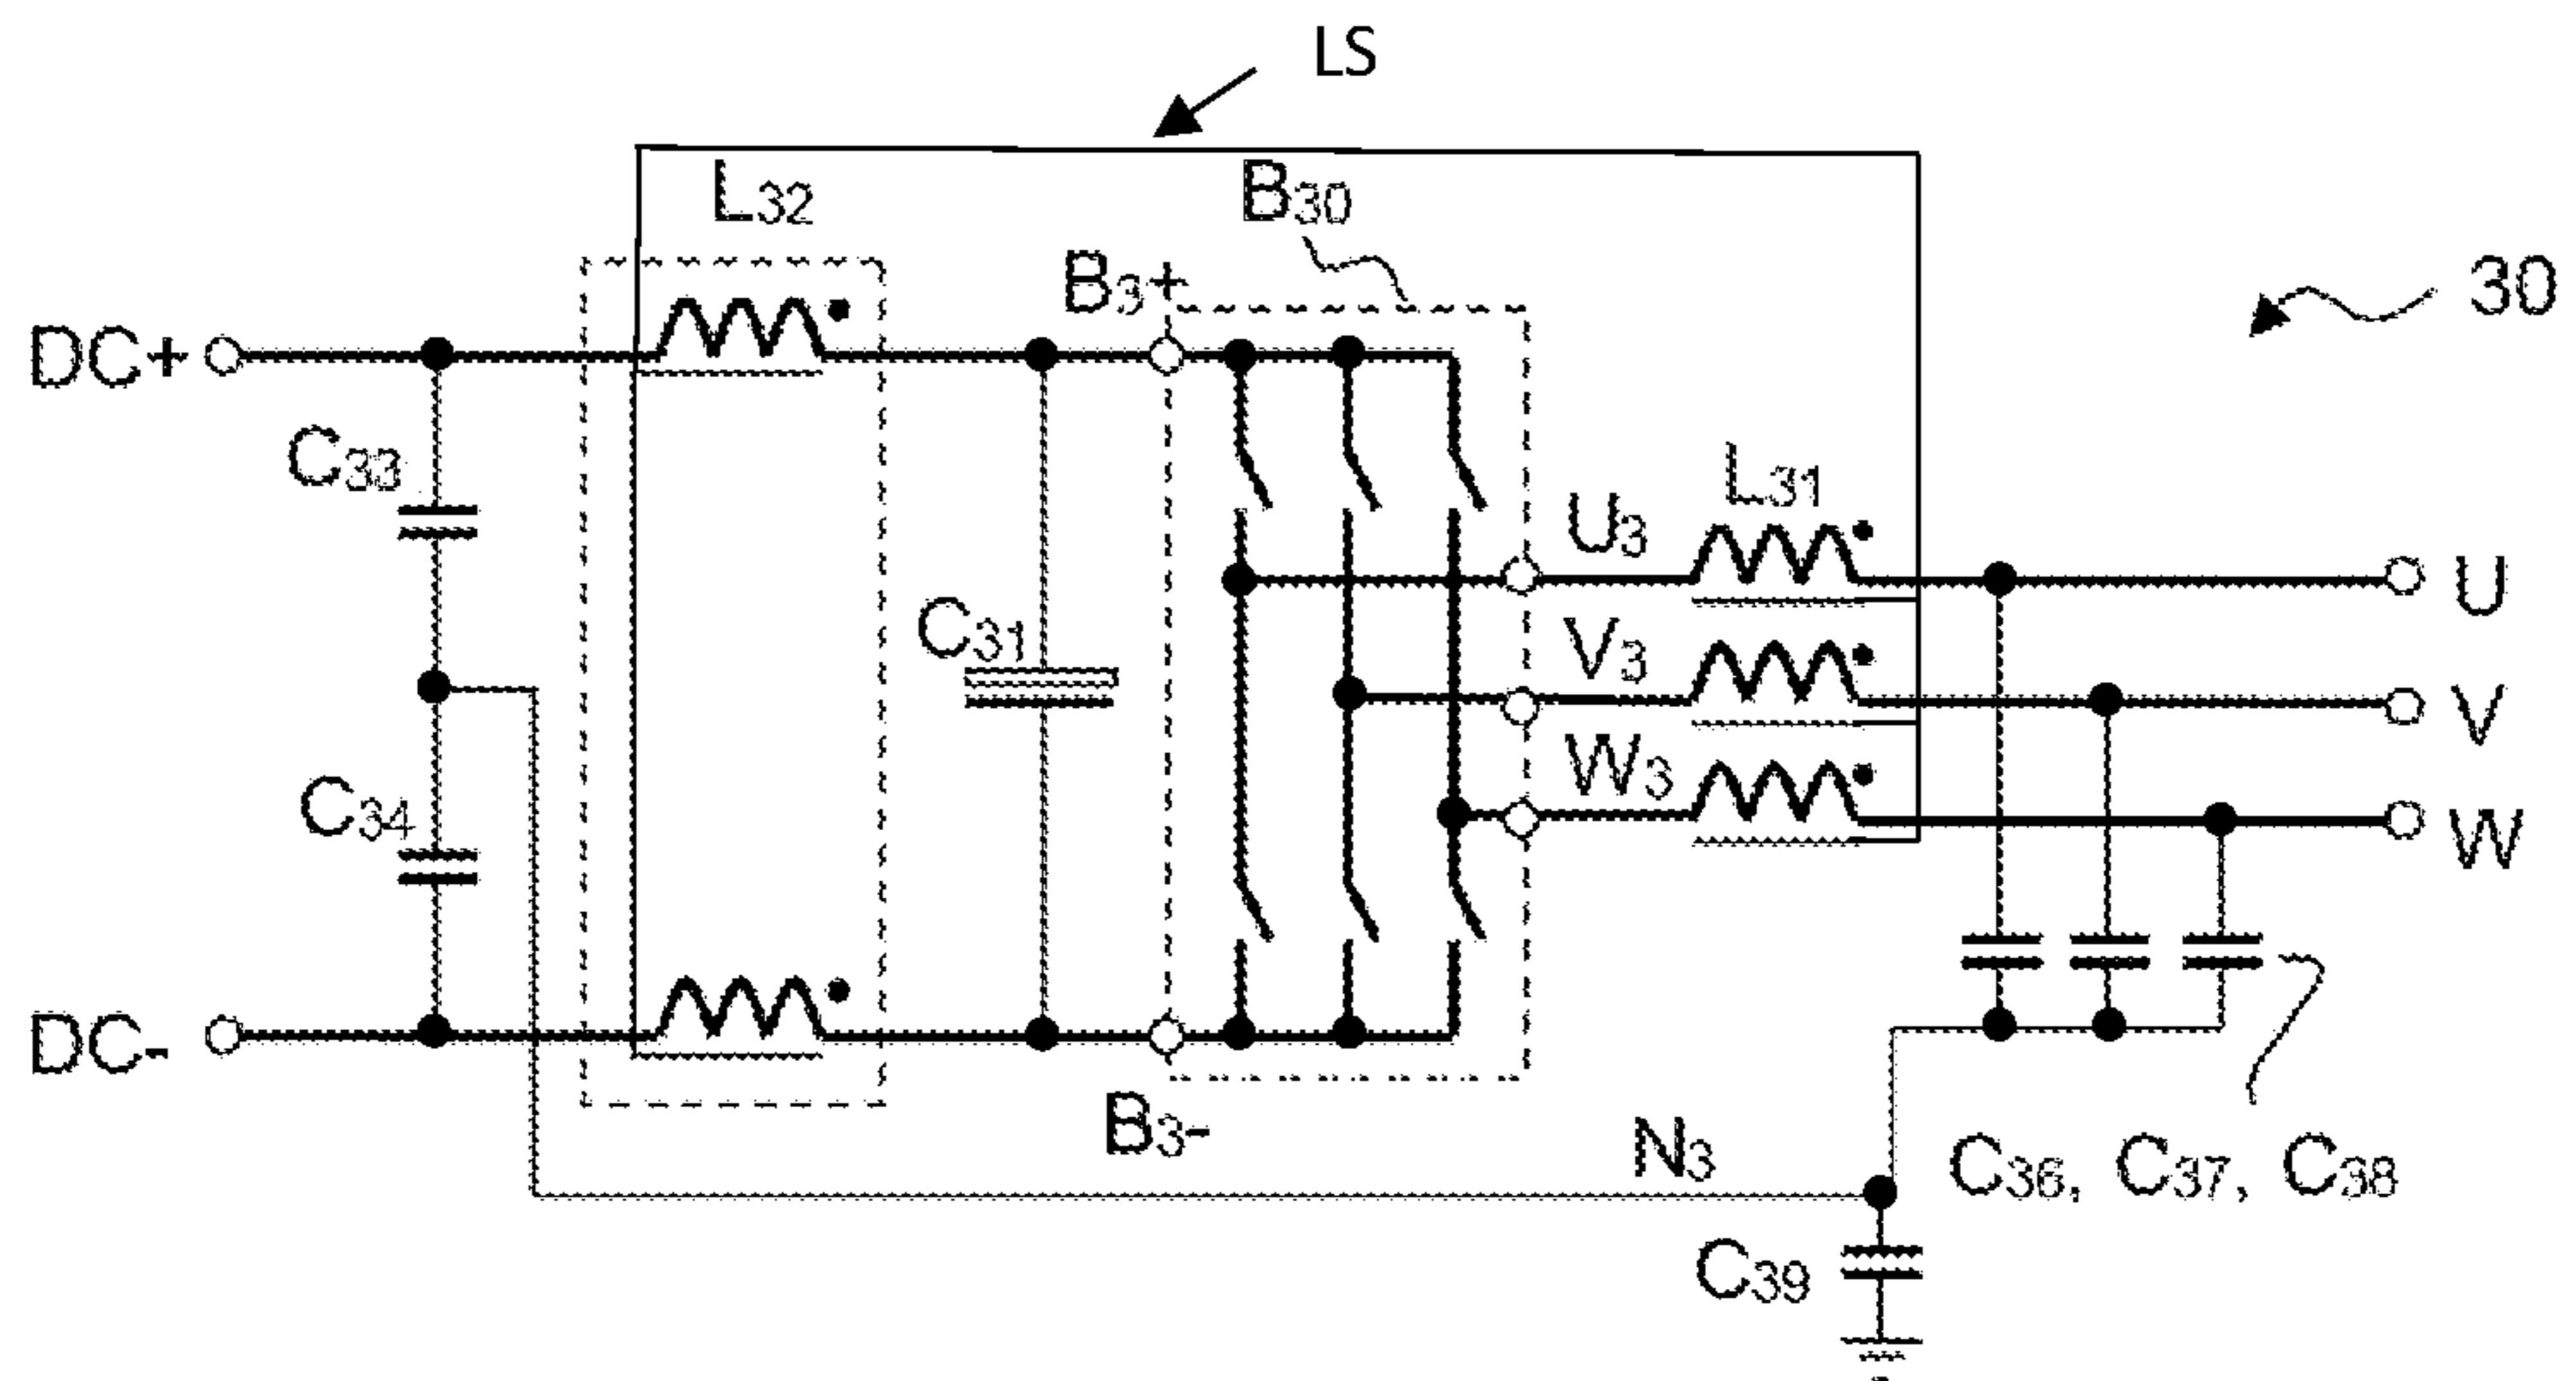 LS
L32
B30
B3+
30
DC+
C33
L31
U3
U
C31
V3
V
C34
W3
W
DC-
B3-
N3
C36, C37, C38
C39